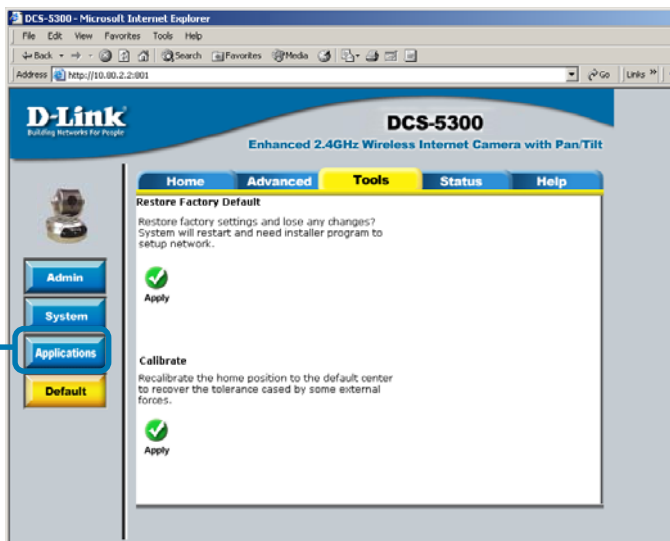 DCS-5300 - Microsoft Internet Explorer
File Edit View Favorites Tools Help
Back Search Favorites Media
Address http://10.80.2.2:801 Go Links »
D-Link
Building Networks for People
DCS-5300
Enhanced 2.4GHz Wireless Internet Camera with Pan/Tilt
Home Advanced Tools Status Help
Restore Factory Default
Restore factory settings and lose any changes?
System will restart and need installer program to
setup network.
Apply
Admin
System
Applications
Default
Calibrate
Recalibrate the home position to the default center
to recover the tolerance cased by some external
forces.
Apply